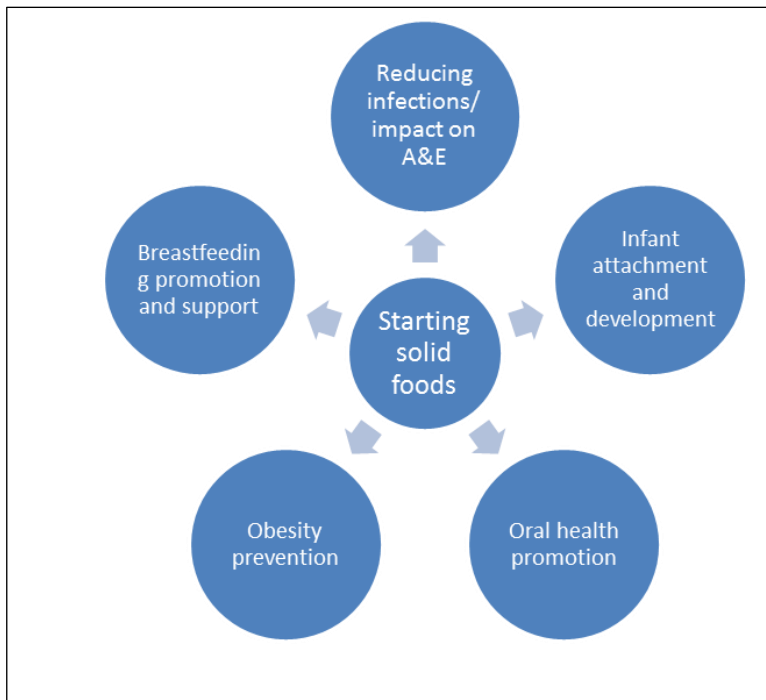 Reducing
infections/
impact on
A&E
Infant
attachment
and
development
Oral health
promotion
Obesity
prevention
Breastfeedin
g promotion
and support
Starting
solid
foods